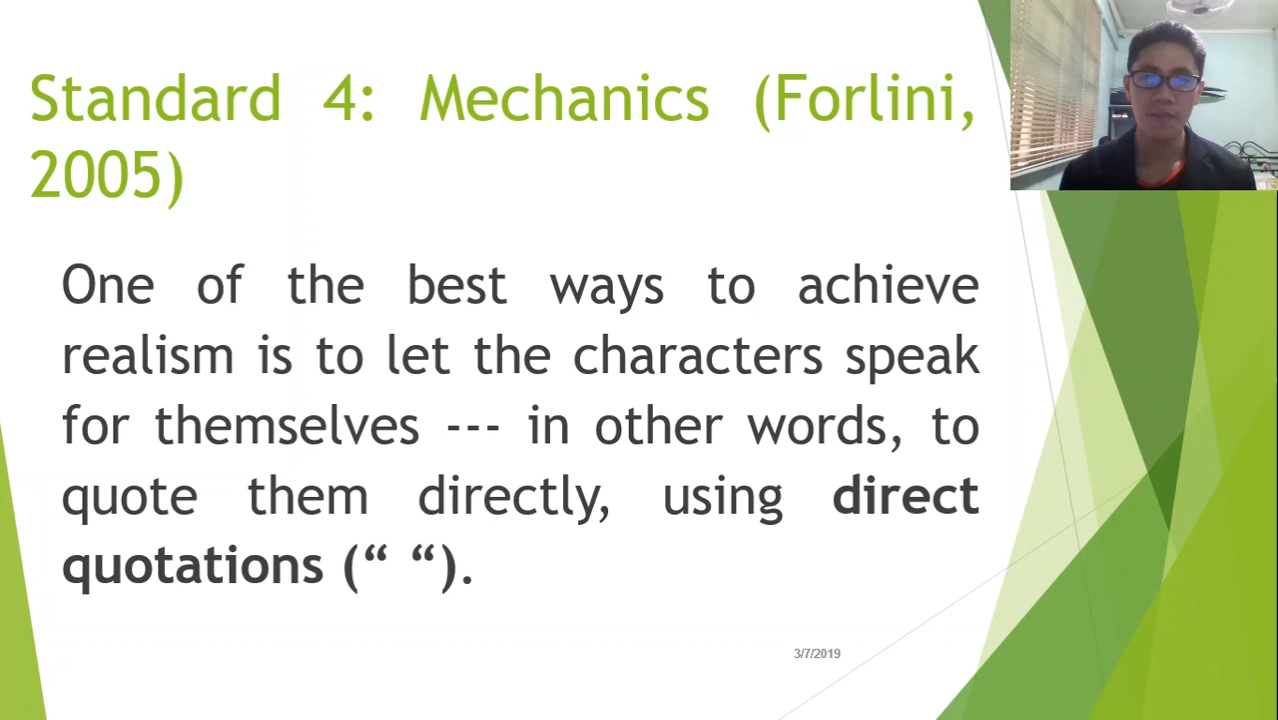 Standard 4: Mechanics (Forlini,
2005)
One of the best ways to achieve
realism is to let the characters speak
for themselves --- in other words, to
quote them directly, using direct
quotations (“ “).
3/7/2019